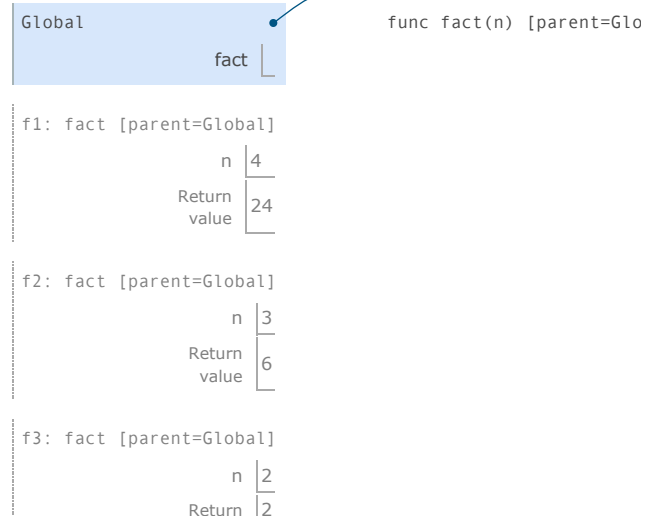 Global
func fact(n) [parent=Glo
fact
f1: fact [parent=Global]
n 4
Return
value 24
f2: fact [parent=Global]
n 3
Return
value 6
f3: fact [parent=Global]
n 2
Return 2